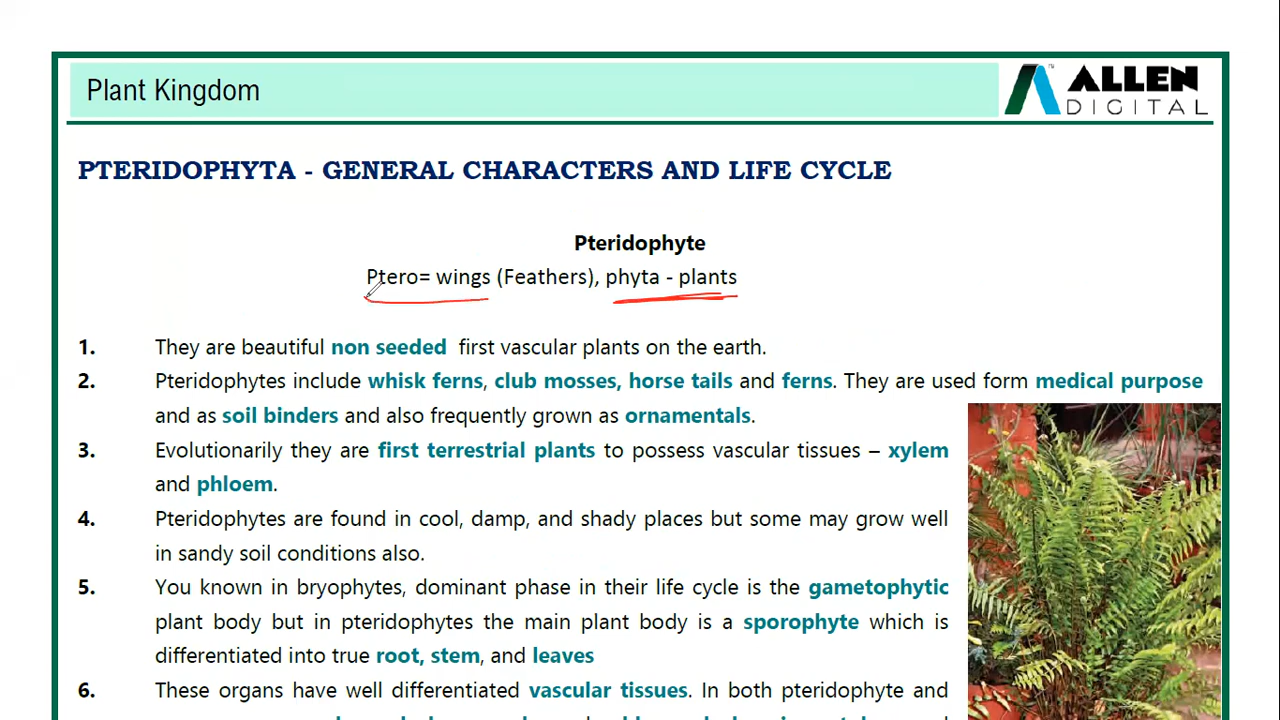 Plant Kingdom
ALLEN
DIGITAL
PTERIDOPHYTA - GENERAL CHARACTERS AND LIFE CYCLE
Pteridophyte
Ptero= wings (Feathers), phyta - plants
1. They are beautiful non seeded first vascular plants on the earth.
2. Pteridophytes include whisk ferns, club mosses, horse tails and ferns. They are used form medical purpose
and as soil binders and also frequently grown as ornamentals.
3. Evolutionarily they are first terrestrial plants to possess vascular tissues – xylem
and phloem.
4. Pteridophytes are found in cool, damp, and shady places but some may grow well
in sandy soil conditions also.
5. You known in bryophytes, dominant phase in their life cycle is the gametophytic
plant body but in pteridophytes the main plant body is a sporophyte which is
differentiated into true root, stem, and leaves
6. These organs have well differentiated vascular tissues. In both pteridophyte and